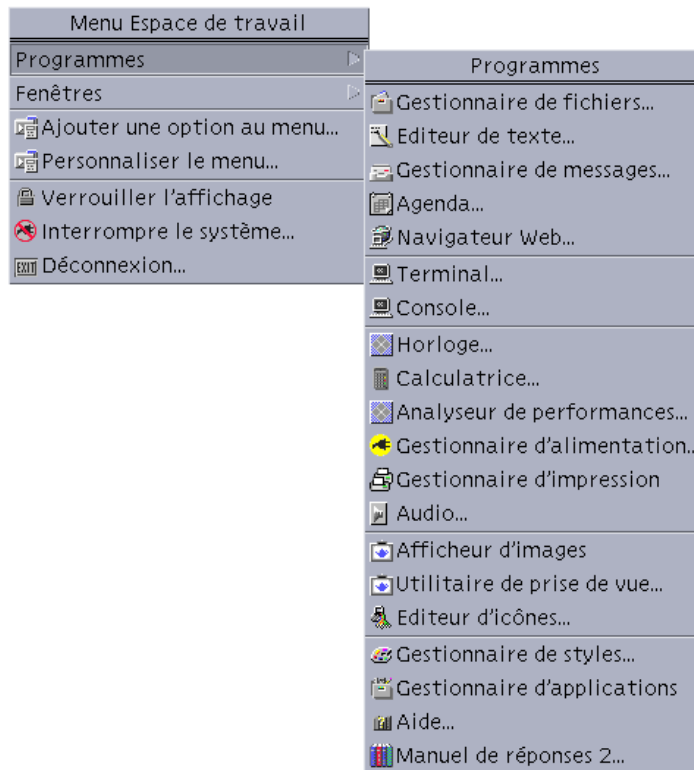 Menu Espace de travail
Programmes
Fenêtres
Ajouter une option au menu...
Personnaliser le menu...
Verrouiller l'affichage
Interrompre le système...
EXIT Déconnexion...
Programmes
Gestionnaire de fichiers...
Editeur de texte...
Gestionnaire de messages...
Agenda...
Navigateur Web...
Terminal...
Console...
Horloge...
Calculatrice...
Analyseur de performances...
Gestionnaire d'alimentation..
Gestionnaire d'impression
Audio...
Afficheur d'images
Utilitaire de prise de vue...
Editeur d'icônes...
Gestionnaire de styles...
Gestionnaire d'applications
Aide...
Manuel de réponses 2...